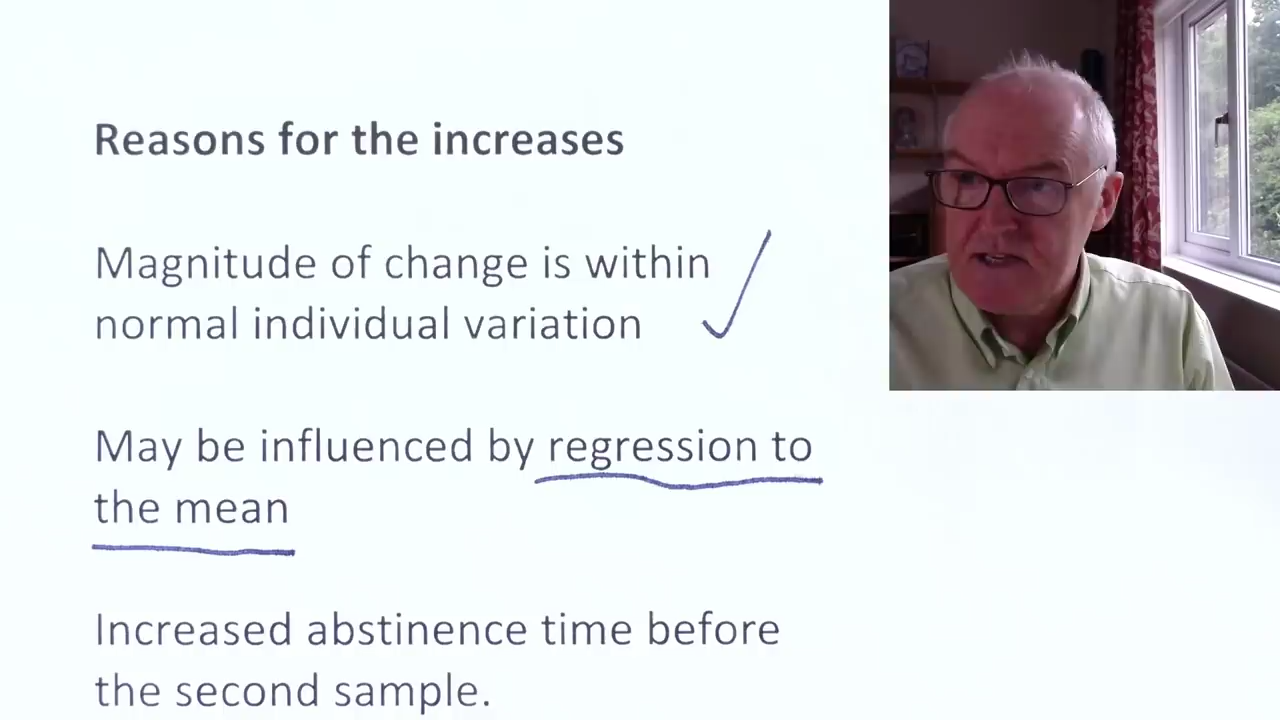 Reasons for the increases
Magnitude of change is within
normal individual variation
May be influenced by regression to
the mean
Increased abstinence time before
the second sample.